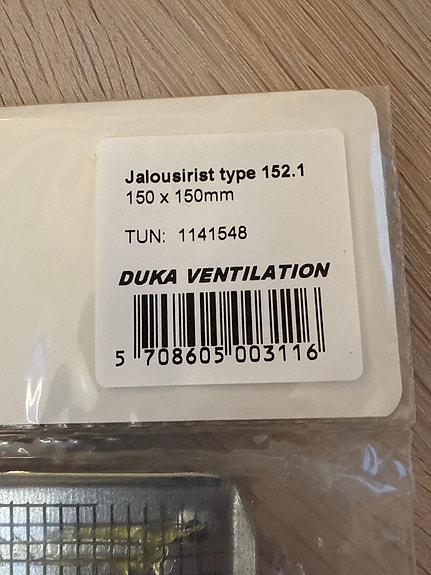 Jalousirist type 152.1
150 x 150mm
TUN: 1141548
DUKA VENTILATION
5 708605 003116